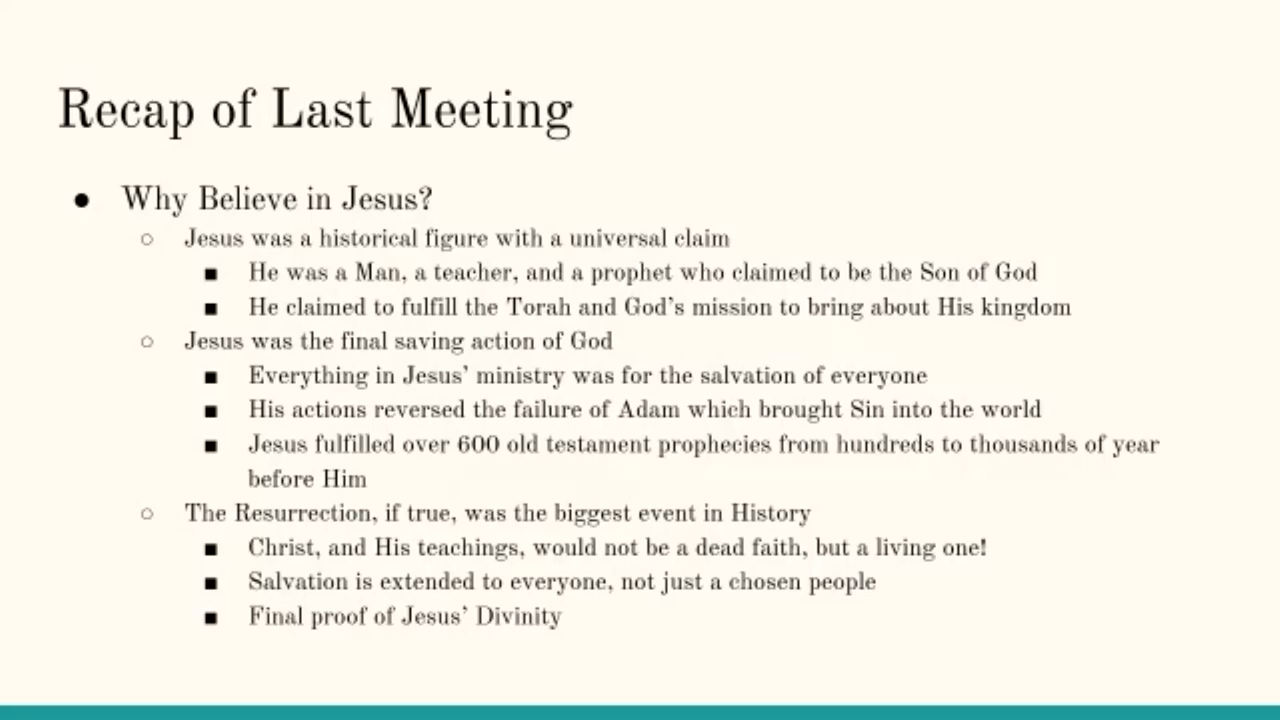 Recap of Last Meeting
● Why Believe in Jesus?
○ Jesus was a historical figure with a universal claim
■ He was a Man, a teacher, and a prophet who claimed to be the Son of God
■ He claimed to fulfill the Torah and God’s mission to bring about His kingdom
○ Jesus was the final saving action of God
■ Everything in Jesus’ ministry was for the salvation of everyone
■ His actions reversed the failure of Adam which brought Sin into the world
■ Jesus fulfilled over 600 old testament prophecies from hundreds to thousands of year
before Him
○ The Resurrection, if true, was the biggest event in History
■ Christ, and His teachings, would not be a dead faith, but a living one!
■ Salvation is extended to everyone, not just a chosen people
■ Final proof of Jesus’ Divinity